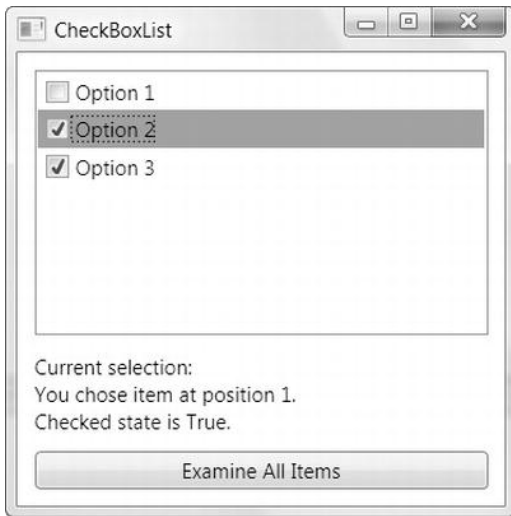 CheckBoxList
Option 1
Option 2
Option 3
Current selection:
You chose item at position 1.
Checked state is True.
Examine All Items